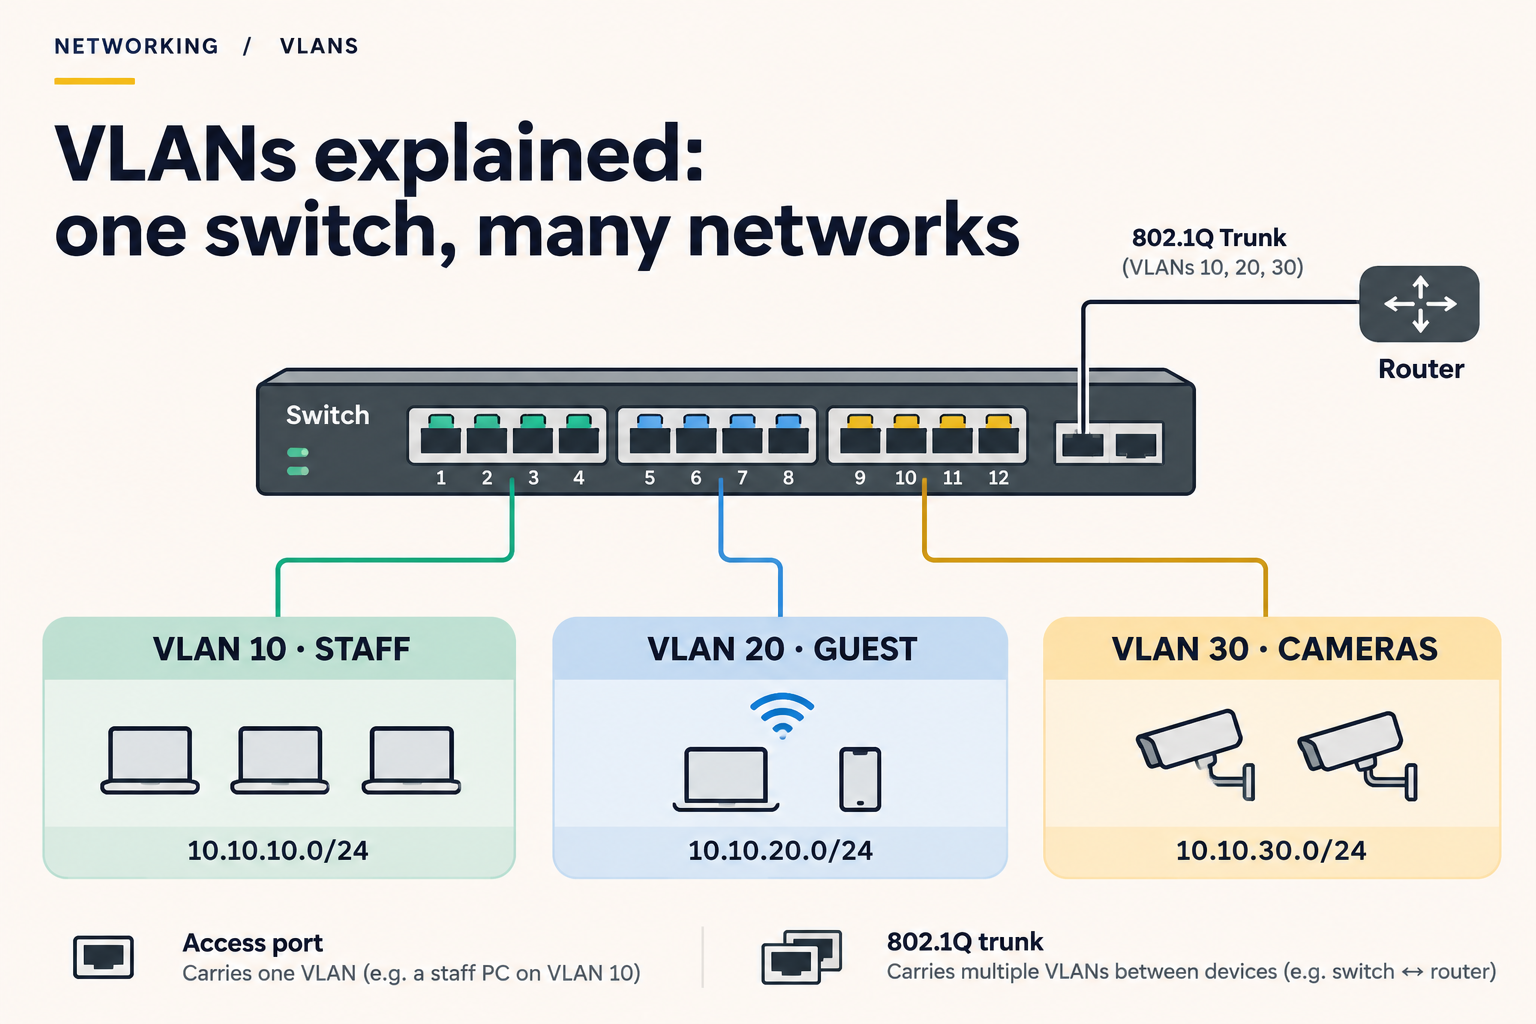 NETWORKING / VLANS
VLANs explained:
one switch, many networks
802.1Q Trunk
(VLANs 10, 20, 30)
Router
Switch
1 2 3 4 5 6 7 8 9 10 11 12
VLAN 10 · STAFF
10.10.10.0/24
VLAN 20 · GUEST
10.10.20.0/24
VLAN 30 · CAMERAS
10.10.30.0/24
Access port
Carries one VLAN (e.g. a staff PC on VLAN 10)
802.1Q trunk
Carries multiple VLANs between devices (e.g. switch ↔ router)